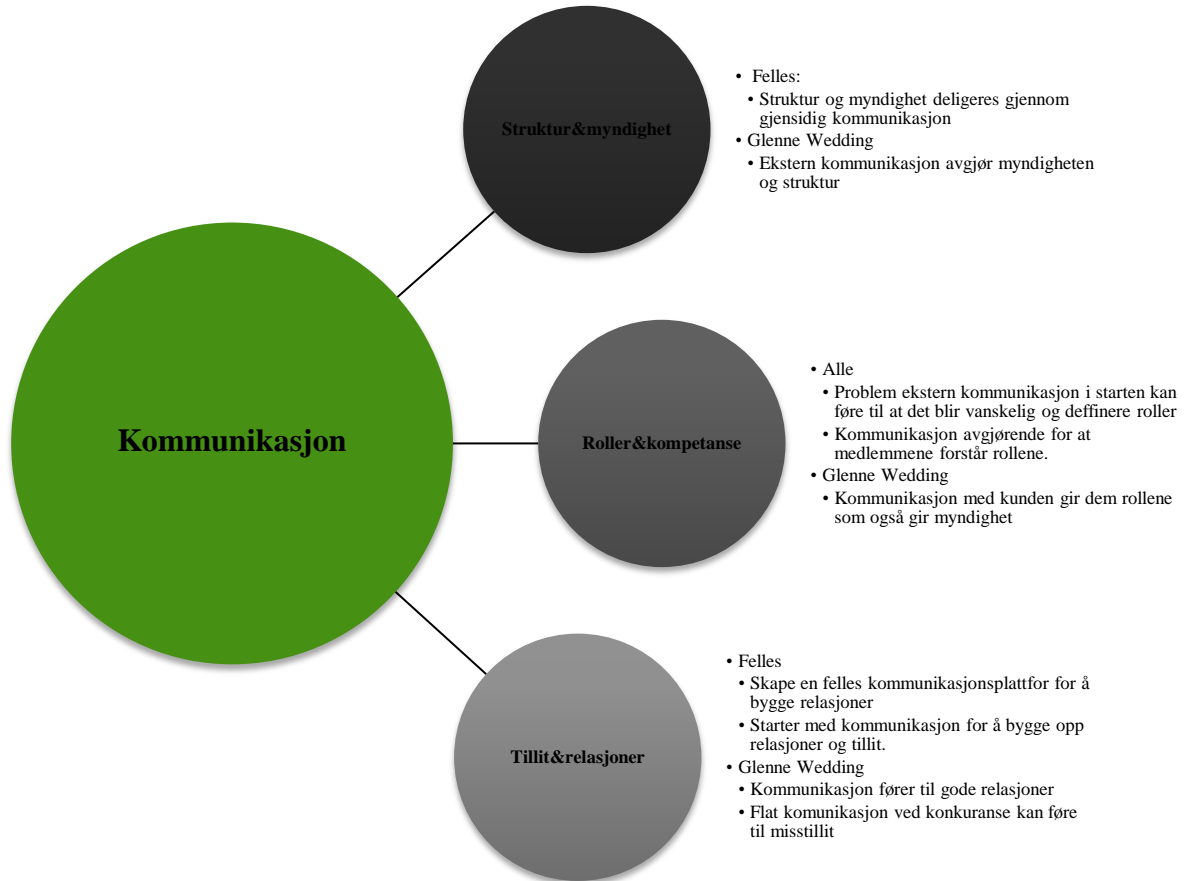 Kommunikasjon
Struktur&myndighet
• Felles:
• Struktur og myndighet deligeres gjennom
gjensidig kommunikasjon
• Glenne Wedding
• Ekstern kommunikasjon avgjør myndigheten
og struktur
Roller&kompetanse
• Alle
• Problem ekstern kommunikasjon i starten kan
føre til at det blir vanskelig og deffinere roller
• Kommunikasjon avgjørende for at
medlemmene forstår rollene.
• Glenne Wedding
• Kommunikasjon med kunden gir dem rollene
som også gir myndighet
Tillit&relasjoner
• Felles
• Skape en felles kommunikasjonsplattfor for å
bygge relasjoner
• Starter med kommunikasjon for å bygge opp
relasjoner og tillit.
• Glenne Wedding
• Kommunikasjon fører til gode relasjoner
• Flat komunikasjon ved konkuranse kan føre
til misstillit